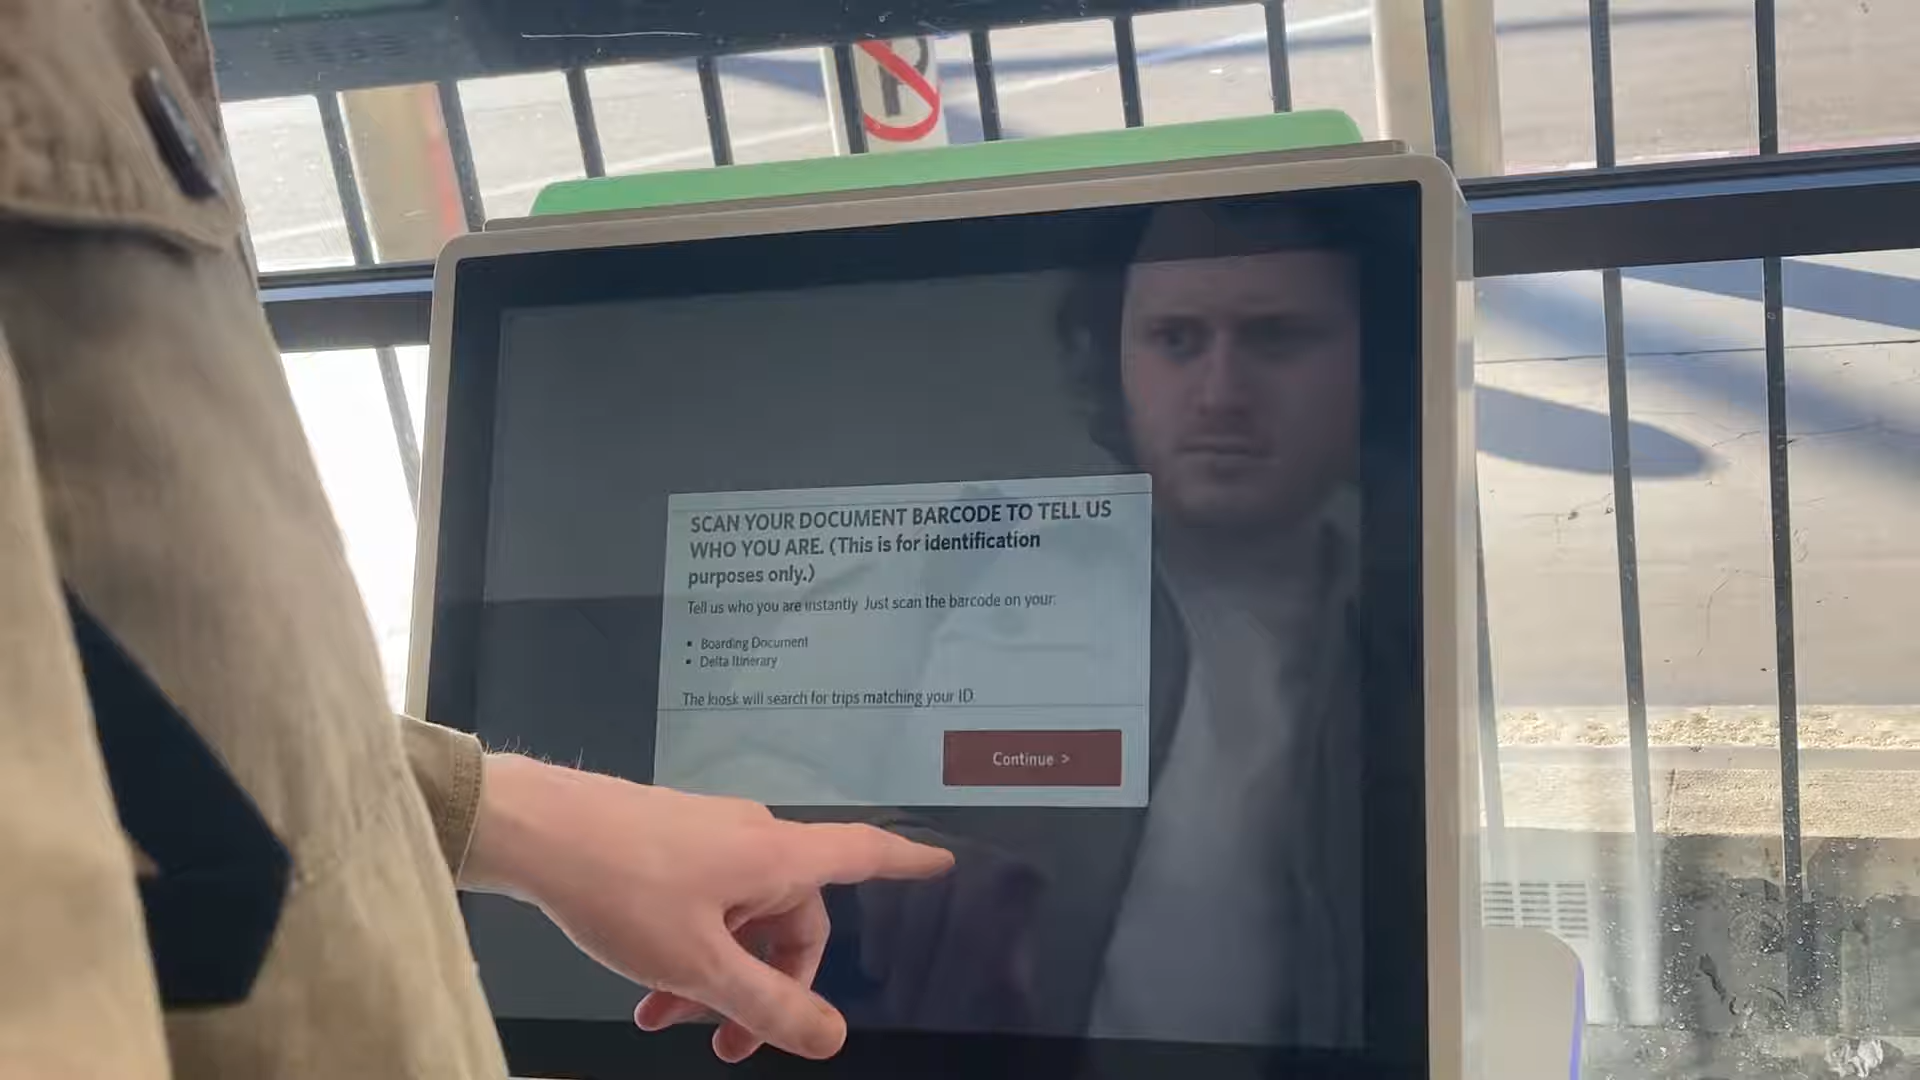 P
SCAN YOUR DOCUMENT BARCODE TO TELL US
WHO YOU ARE. (This is for identification
purposes only.)
Tell us who you are instantly. Just scan the barcode on your:
• Boarding Document
• Delta Itinerary
The kiosk will search for trips matching your ID.
Continue >